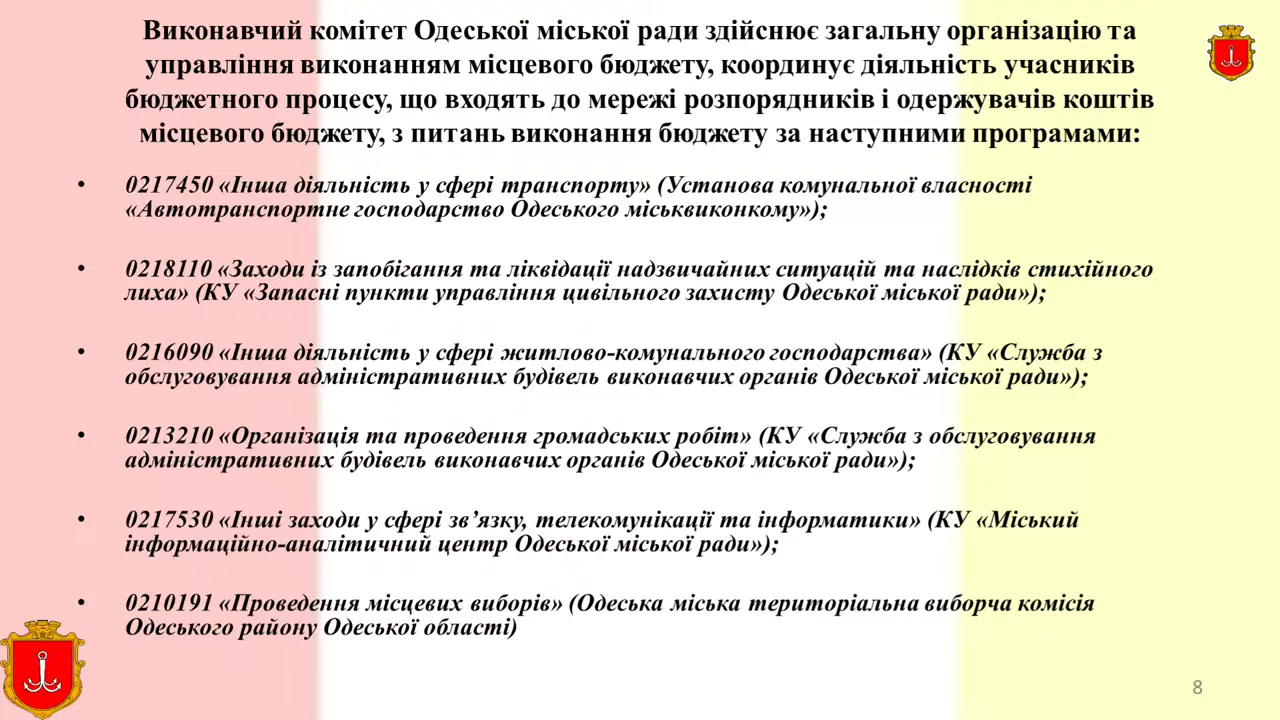 Виконавчий комітет Одеської міської ради здійснює загальну організацію та
управління виконанням місцевого бюджету, координує діяльність учасників
бюджетного процесу, що входять до мережі розпорядників і одержувачів коштів
місцевого бюджету, з питань виконання бюджету за наступними програмами:
• 0217450 «Інша діяльність у сфері транспорту» (Установа комунальної власності
«Автотранспортне господарство Одеського міськвиконкому»);
• 0218110 «Заходи із запобігання та ліквідації надзвичайних ситуацій та наслідків стихійного
лиха» (КУ «Запасні пункти управління цивільного захисту Одеської міської ради»);
• 0216090 «Інша діяльність у сфері житлово-комунального господарства» (КУ «Служба з
обслуговування адміністративних будівель виконавчих органів Одеської міської ради»);
• 0213210 «Організація та проведення громадських робіт» (КУ «Служба з обслуговування
адміністративних будівель виконавчих органів Одеської міської ради»);
• 0217530 «Інші заходи у сфері зв’язку, телекомунікації та інформатики» (КУ «Міський
інформаційно-аналітичний центр Одеської міської ради»);
• 0210191 «Проведення місцевих виборів» (Одеська міська територіальна виборча комісія
Одеського району Одеської області)
8